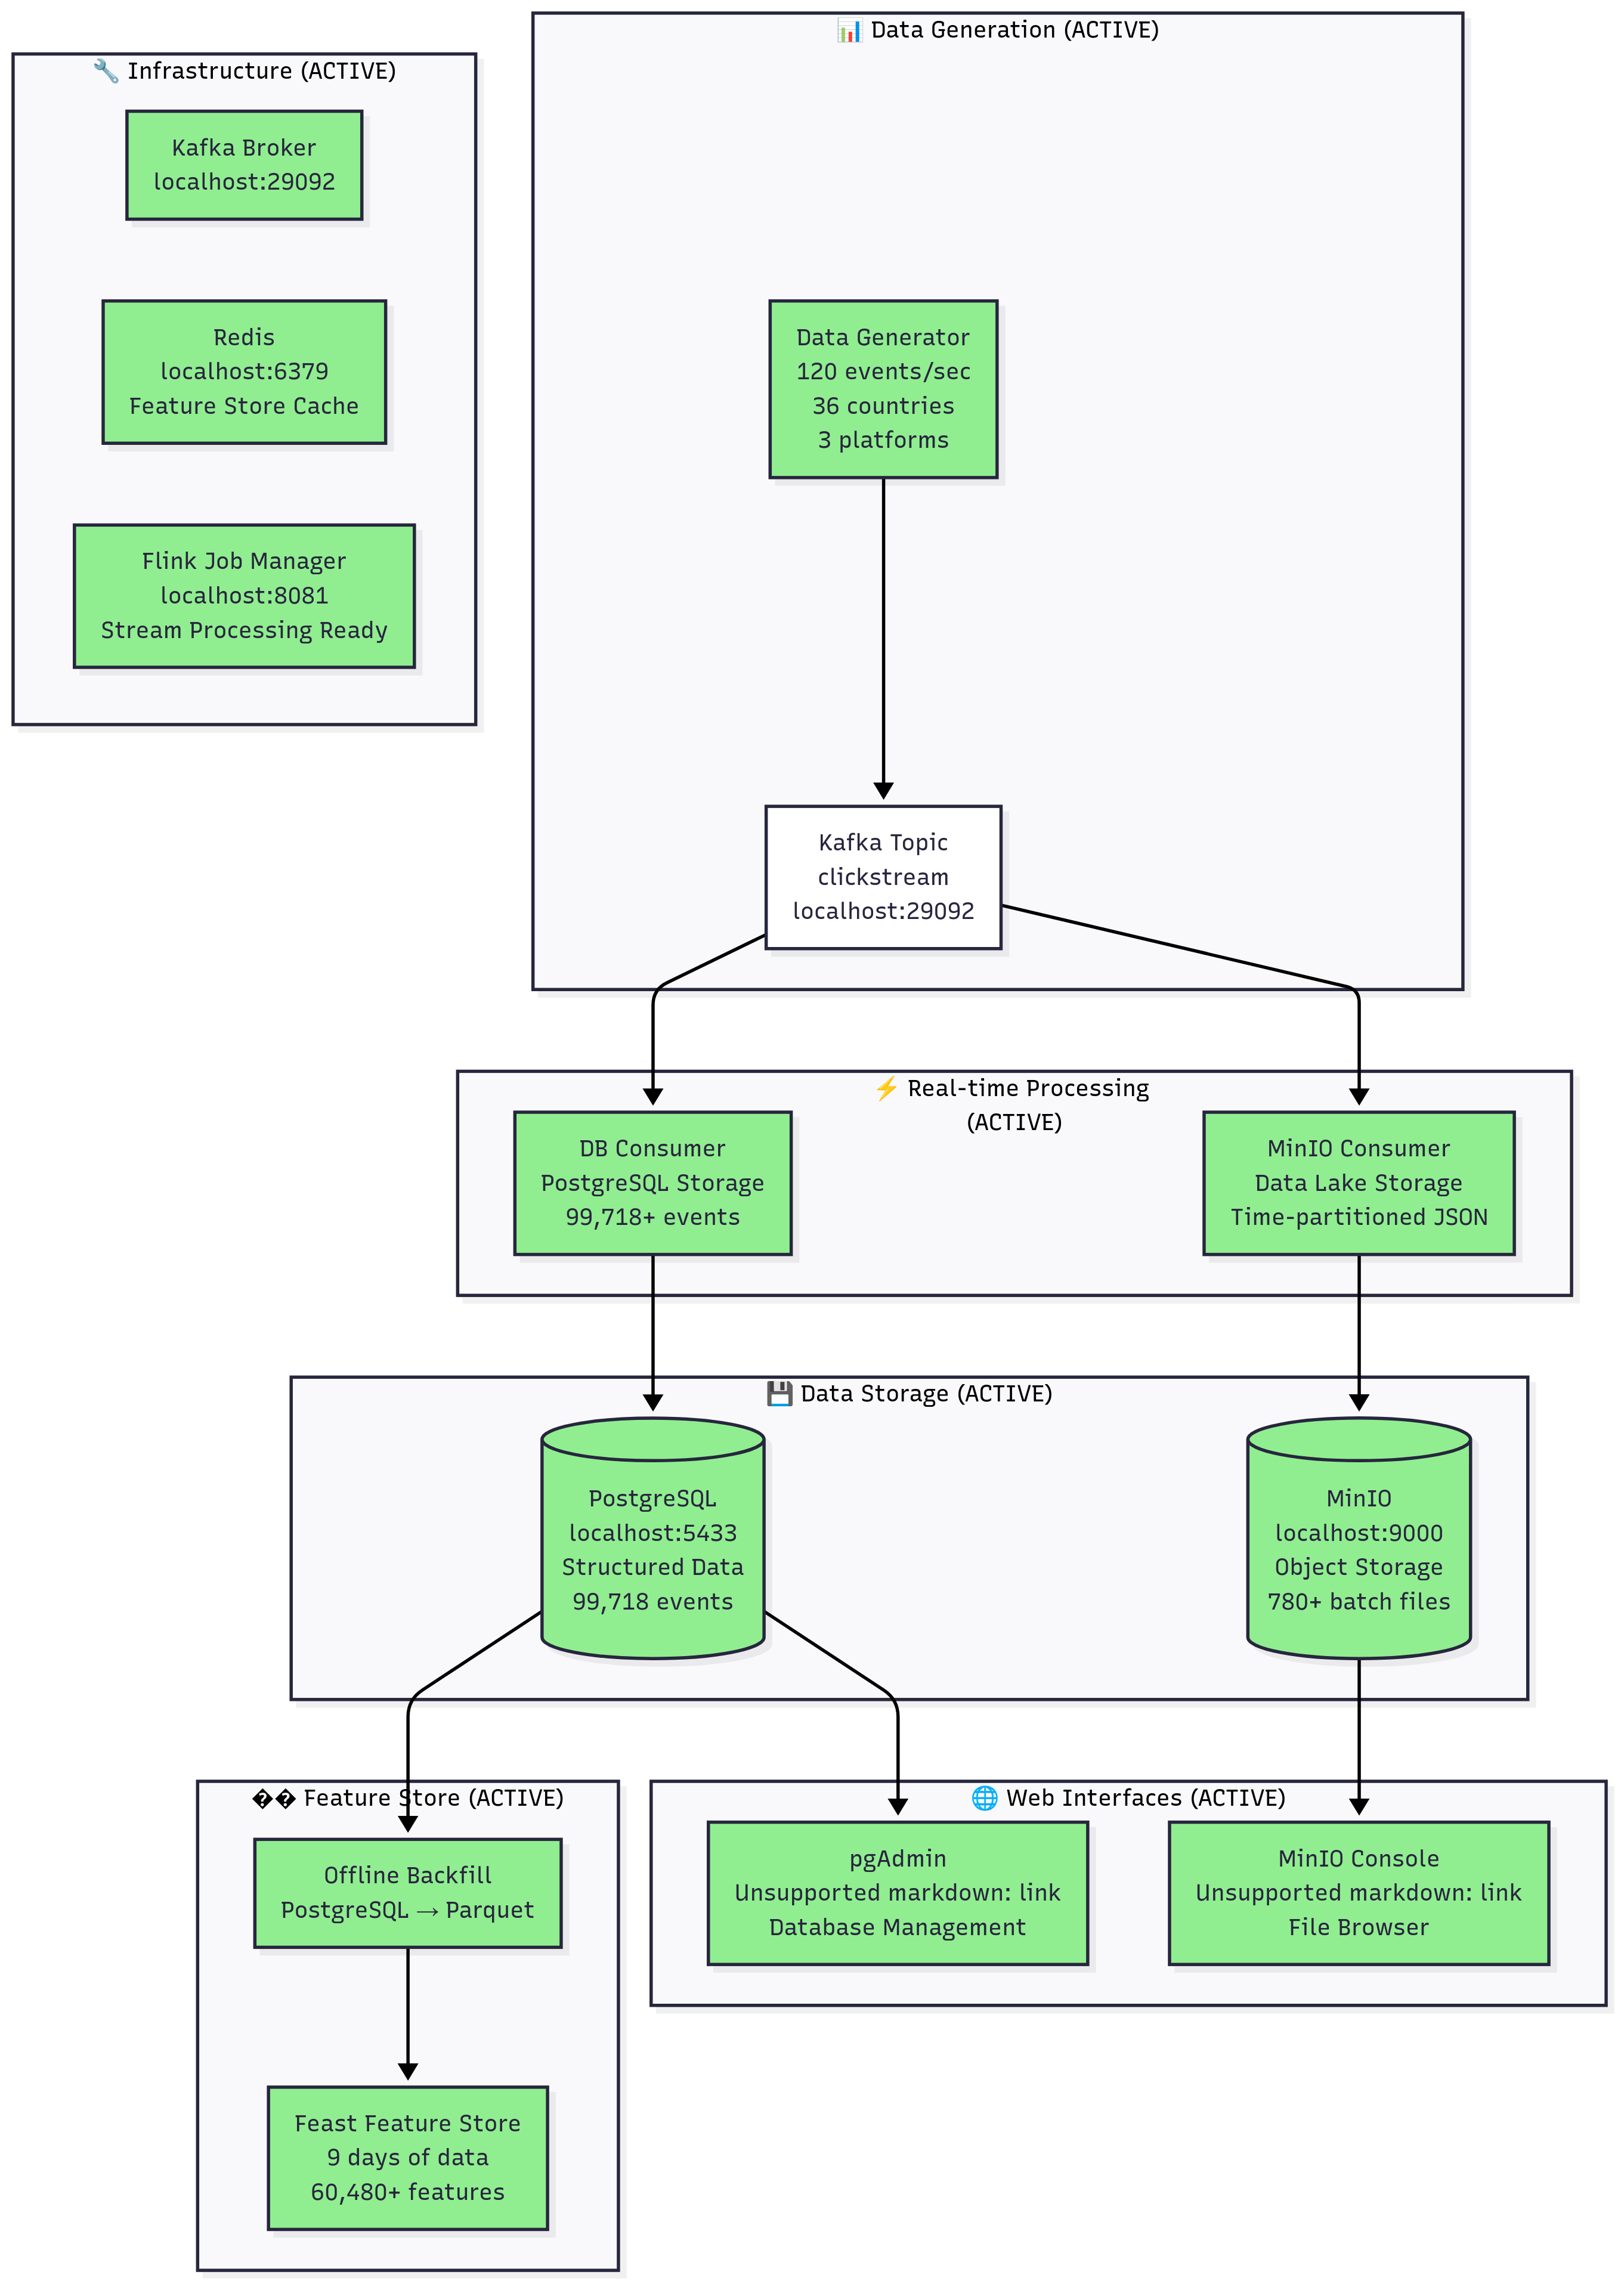 📊 Data Generation (ACTIVE)
🔧 Infrastructure (ACTIVE)
Kafka Broker
localhost:29092
Redis
localhost:6379
Feature Store Cache
Flink Job Manager
localhost:8081
Stream Processing Ready
Data Generator
120 events/sec
36 countries
3 platforms
Kafka Topic
clickstream
localhost:29092
⚡ Real-time Processing
(ACTIVE)
DB Consumer
PostgreSQL Storage
99,718+ events
MinIO Consumer
Data Lake Storage
Time-partitioned JSON
💾 Data Storage (ACTIVE)
PostgreSQL
localhost:5433
Structured Data
99,718 events
MinIO
localhost:9000
Object Storage
780+ batch files
�� Feature Store (ACTIVE)
Offline Backfill
PostgreSQL → Parquet
Feast Feature Store
9 days of data
60,480+ features
🌐 Web Interfaces (ACTIVE)
pgAdmin
Unsupported markdown: link
Database Management
MinIO Console
Unsupported markdown: link
File Browser